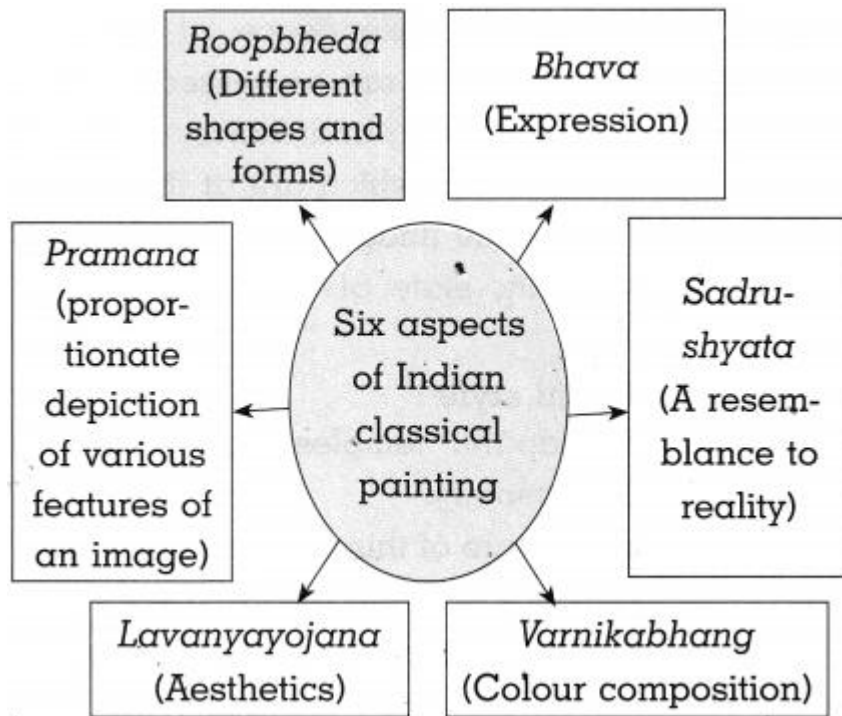 Roopbheda
(Different
shapes and
forms)
Bhava
(Expression)
Pramana
(propor-
tionate
depiction
of various
features of
an image)
Six aspects
of Indian
classical
painting
Sadru-
shyata
(A resem-
blance to
reality)
Lavanyayojana
(Aesthetics)
Varnikabhang
(Colour composition)